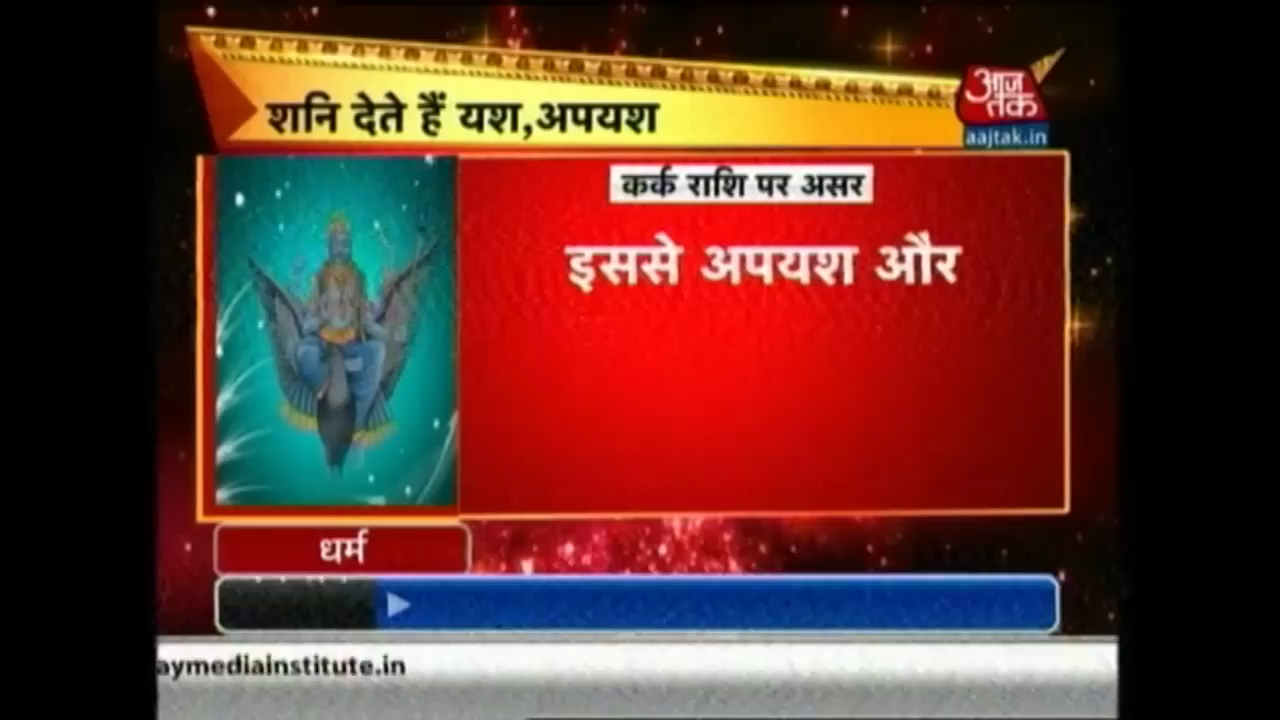 शनि देते हैं यश,अपयश
आज
तक
aajtak.in
कर्क राशि पर असर
इससे अपयश और
धर्म
aymediainstitute.in